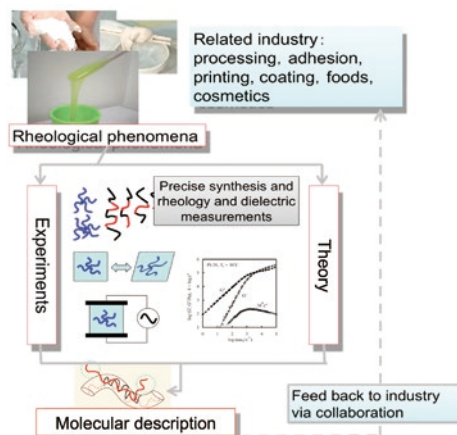 Related industry:
processing, adhesion,
printing, coating, foods,
cosmetics
Rheological phenomena
Precise synthesis and
rheology and dielectric
measurements
Experiments
Theory
Molecular description
Feed back to industry
via collaboration